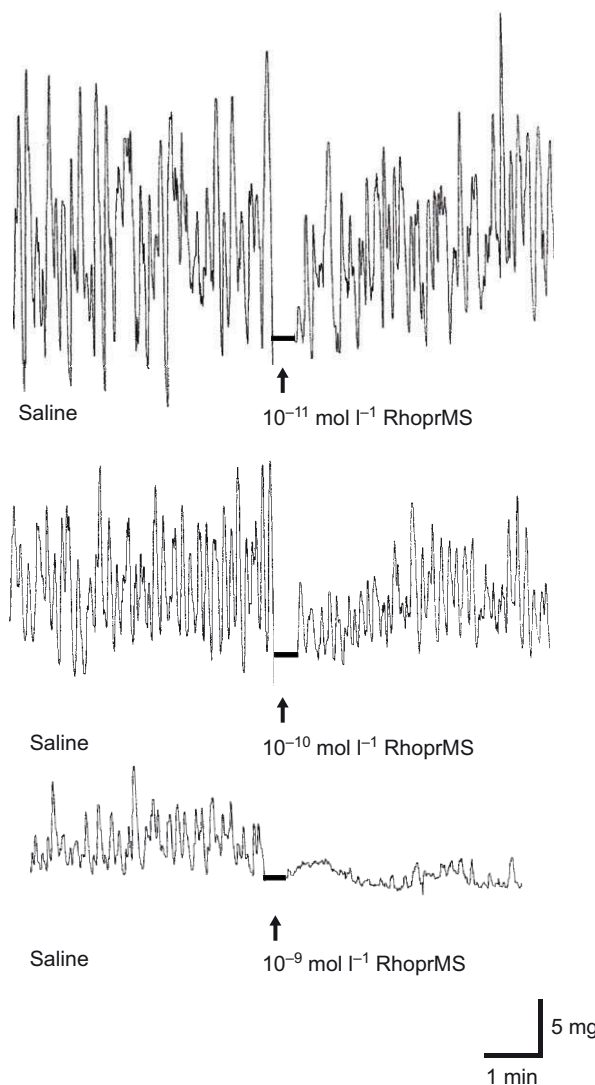 Saline
10⁻¹¹ mol l⁻¹ RhoprMS
Saline
10⁻¹⁰ mol l⁻¹ RhoprMS
Saline
10⁻⁹ mol l⁻¹ RhoprMS
5 mg
1 min